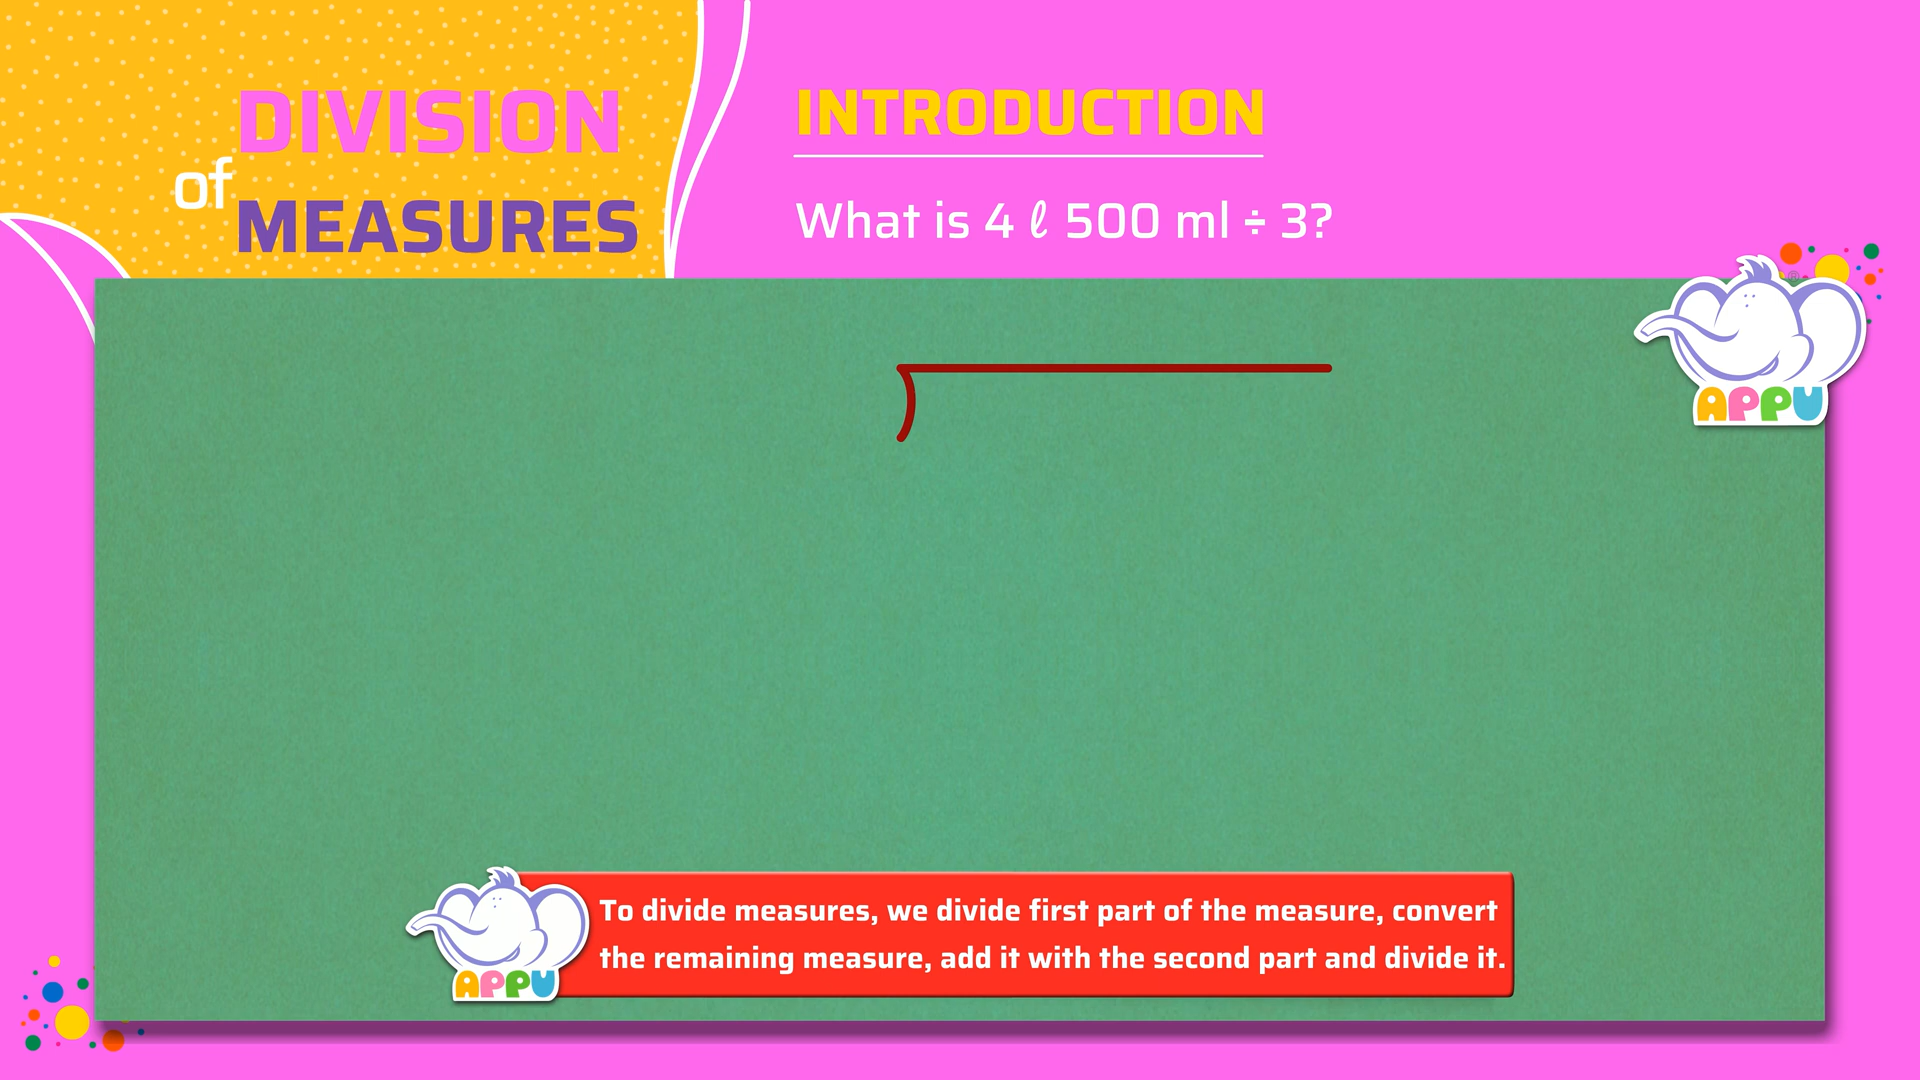 DIVISION
of
MEASURES
INTRODUCTION
What is 4 ℓ 500 ml ÷ 3?
®
APPU
To divide measures, we divide first part of the measure, convert
the remaining measure, add it with the second part and divide it.
APPU